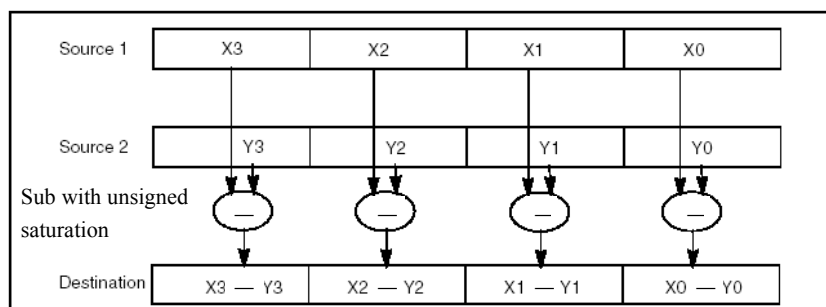 Source 1 X3 X2 X1 X0
Source 2 Y3 Y2 Y1 Y0
Sub with unsigned
saturation
— — — —
Destination X3 — Y3 X2 — Y2 X1 — Y1 X0 — Y0